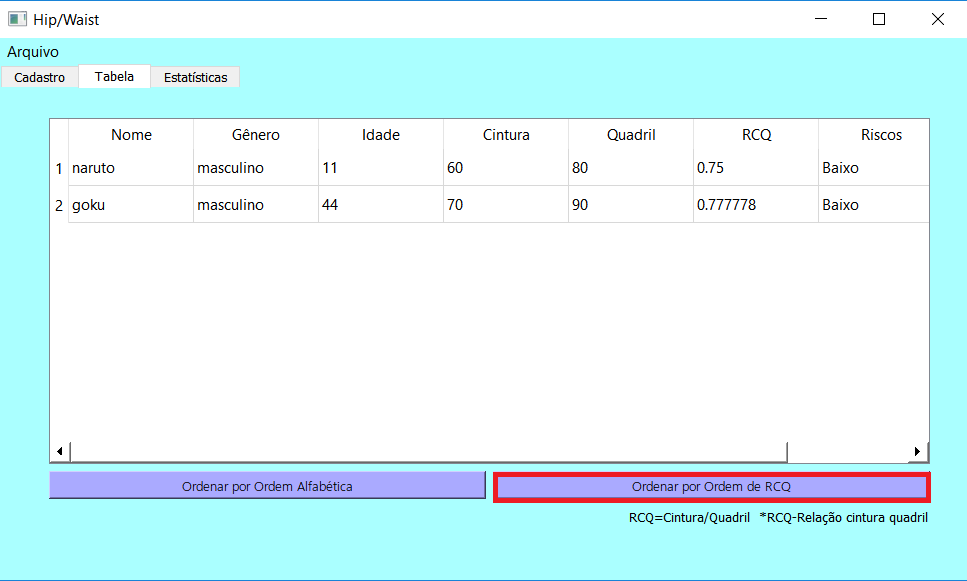 Hip/Waist
Arquivo
Cadastro Tabela Estatísticas
Nome Gênero Idade Cintura Quadril RCQ Riscos
1 naruto masculino 11 60 80 0.75 Baixo
2 goku masculino 44 70 90 0.777778 Baixo
Ordenar por Ordem Alfabética Ordenar por Ordem de RCQ
RCQ=Cintura/Quadril *RCQ-Relação cintura quadril